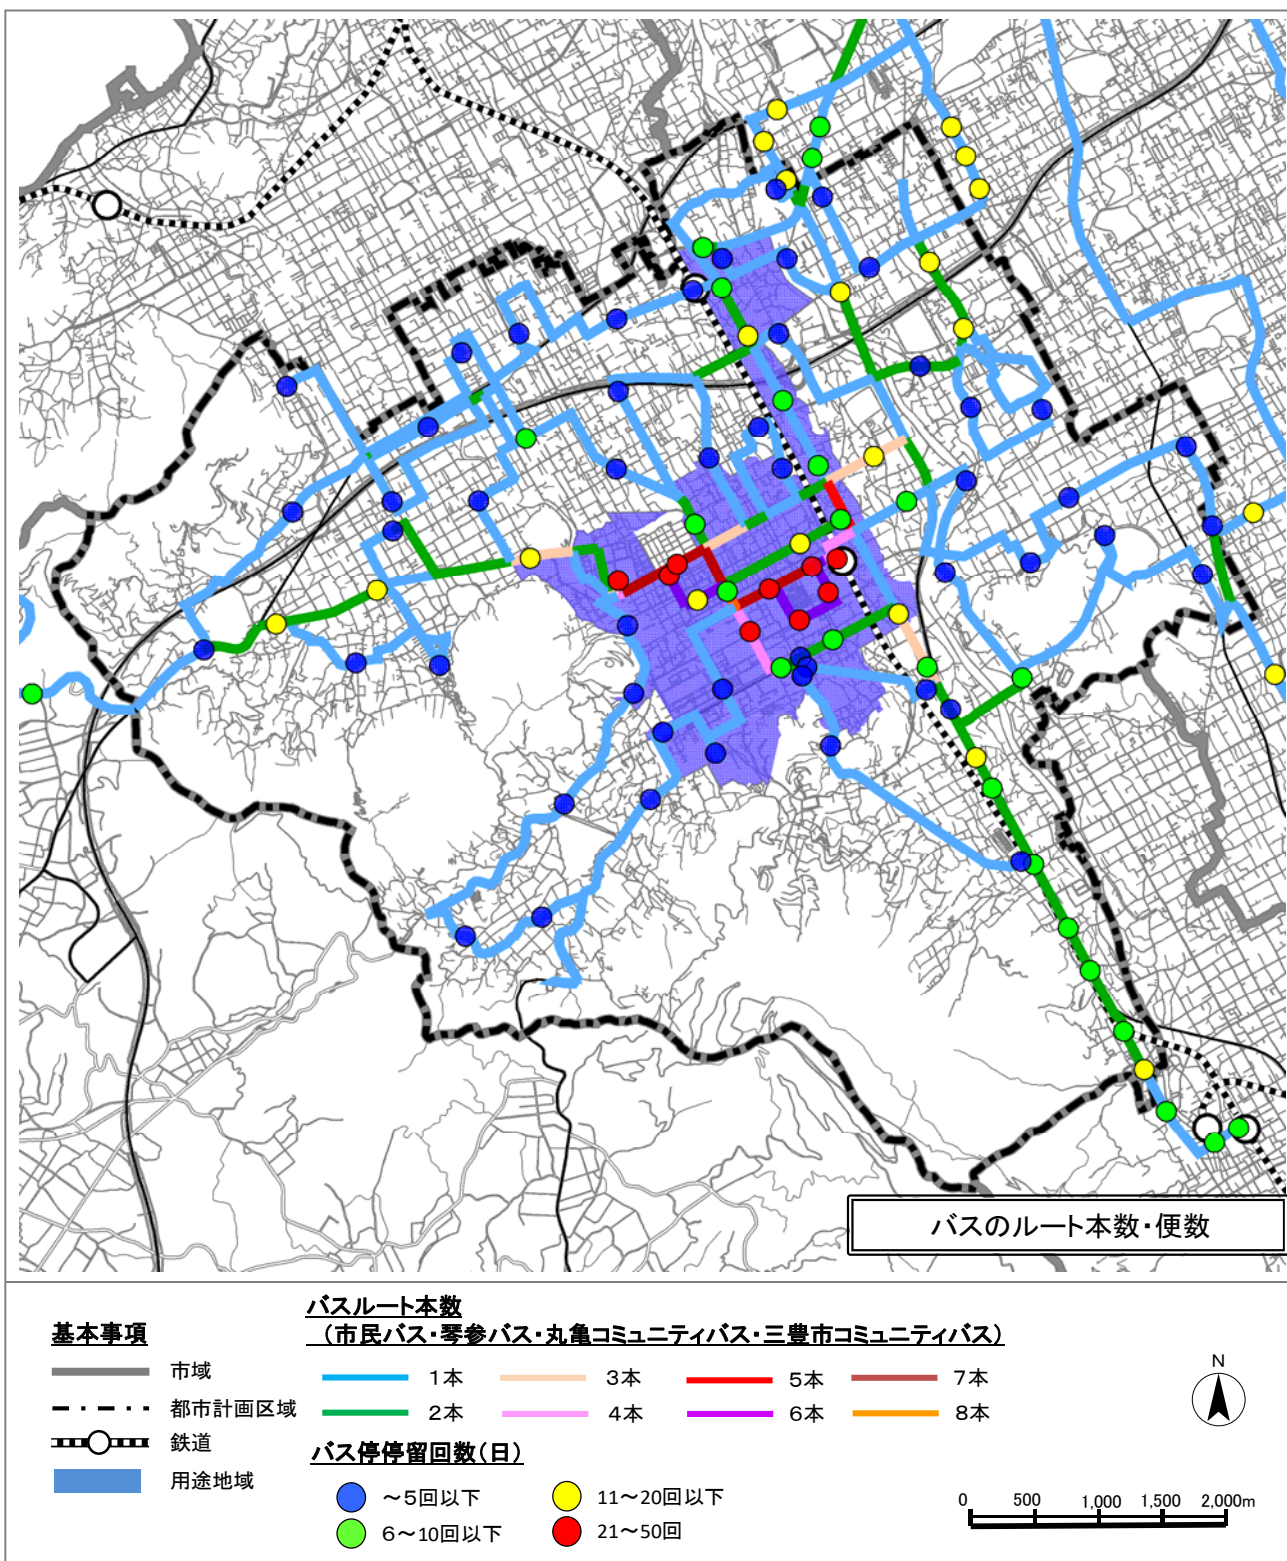 バスのルート本数・便数
基本事項
市域
都市計画区域
鉄道
用途地域
バスルート本数
（市民バス・琴参バス・丸亀コミュニティバス・三豊市コミュニティバス）
1本 3本 5本 7本
2本 4本 6本 8本
バス停停留回数（日）
～5回以下 11～20回以下
6～10回以下 21～50回
N
0 500 1,000 1,500 2,000m